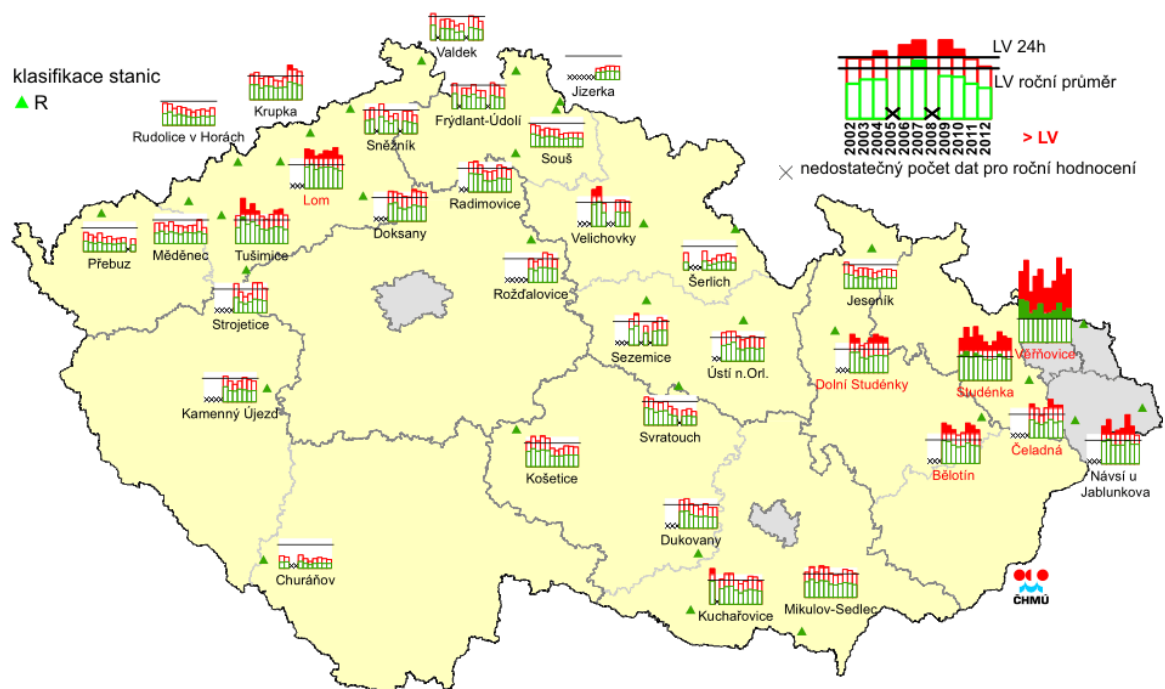 klasifikace stanic
R
LV 24h
LV roční průměr
2002
2003
2004
2005
2006
2007
2008
2009
2010
2011
2012
> LV
nedostatečný počet dat pro roční hodnocení
Valdek
Jizerka
Krupka
Rudolice v Horách
Sněžník
Frýdlant-Údolí
Souš
Lom
Radimovice
Doksany
Velichovky
Přebuz
Měděnec
Tušimice
Šerlich
Rožďalovice
Jeseník
Strojetice
Sezemice
Ústí n.Orl.
Dolní Studénky
Studénka
Věřňovice
Kamenný Újezd
Svratouch
Čeladná
Košetice
Bělotín
Návsí u
Jablunkova
Dukovany
Churáňov
Kuchařovice
Mikulov-Sedlec
ČHMÚ